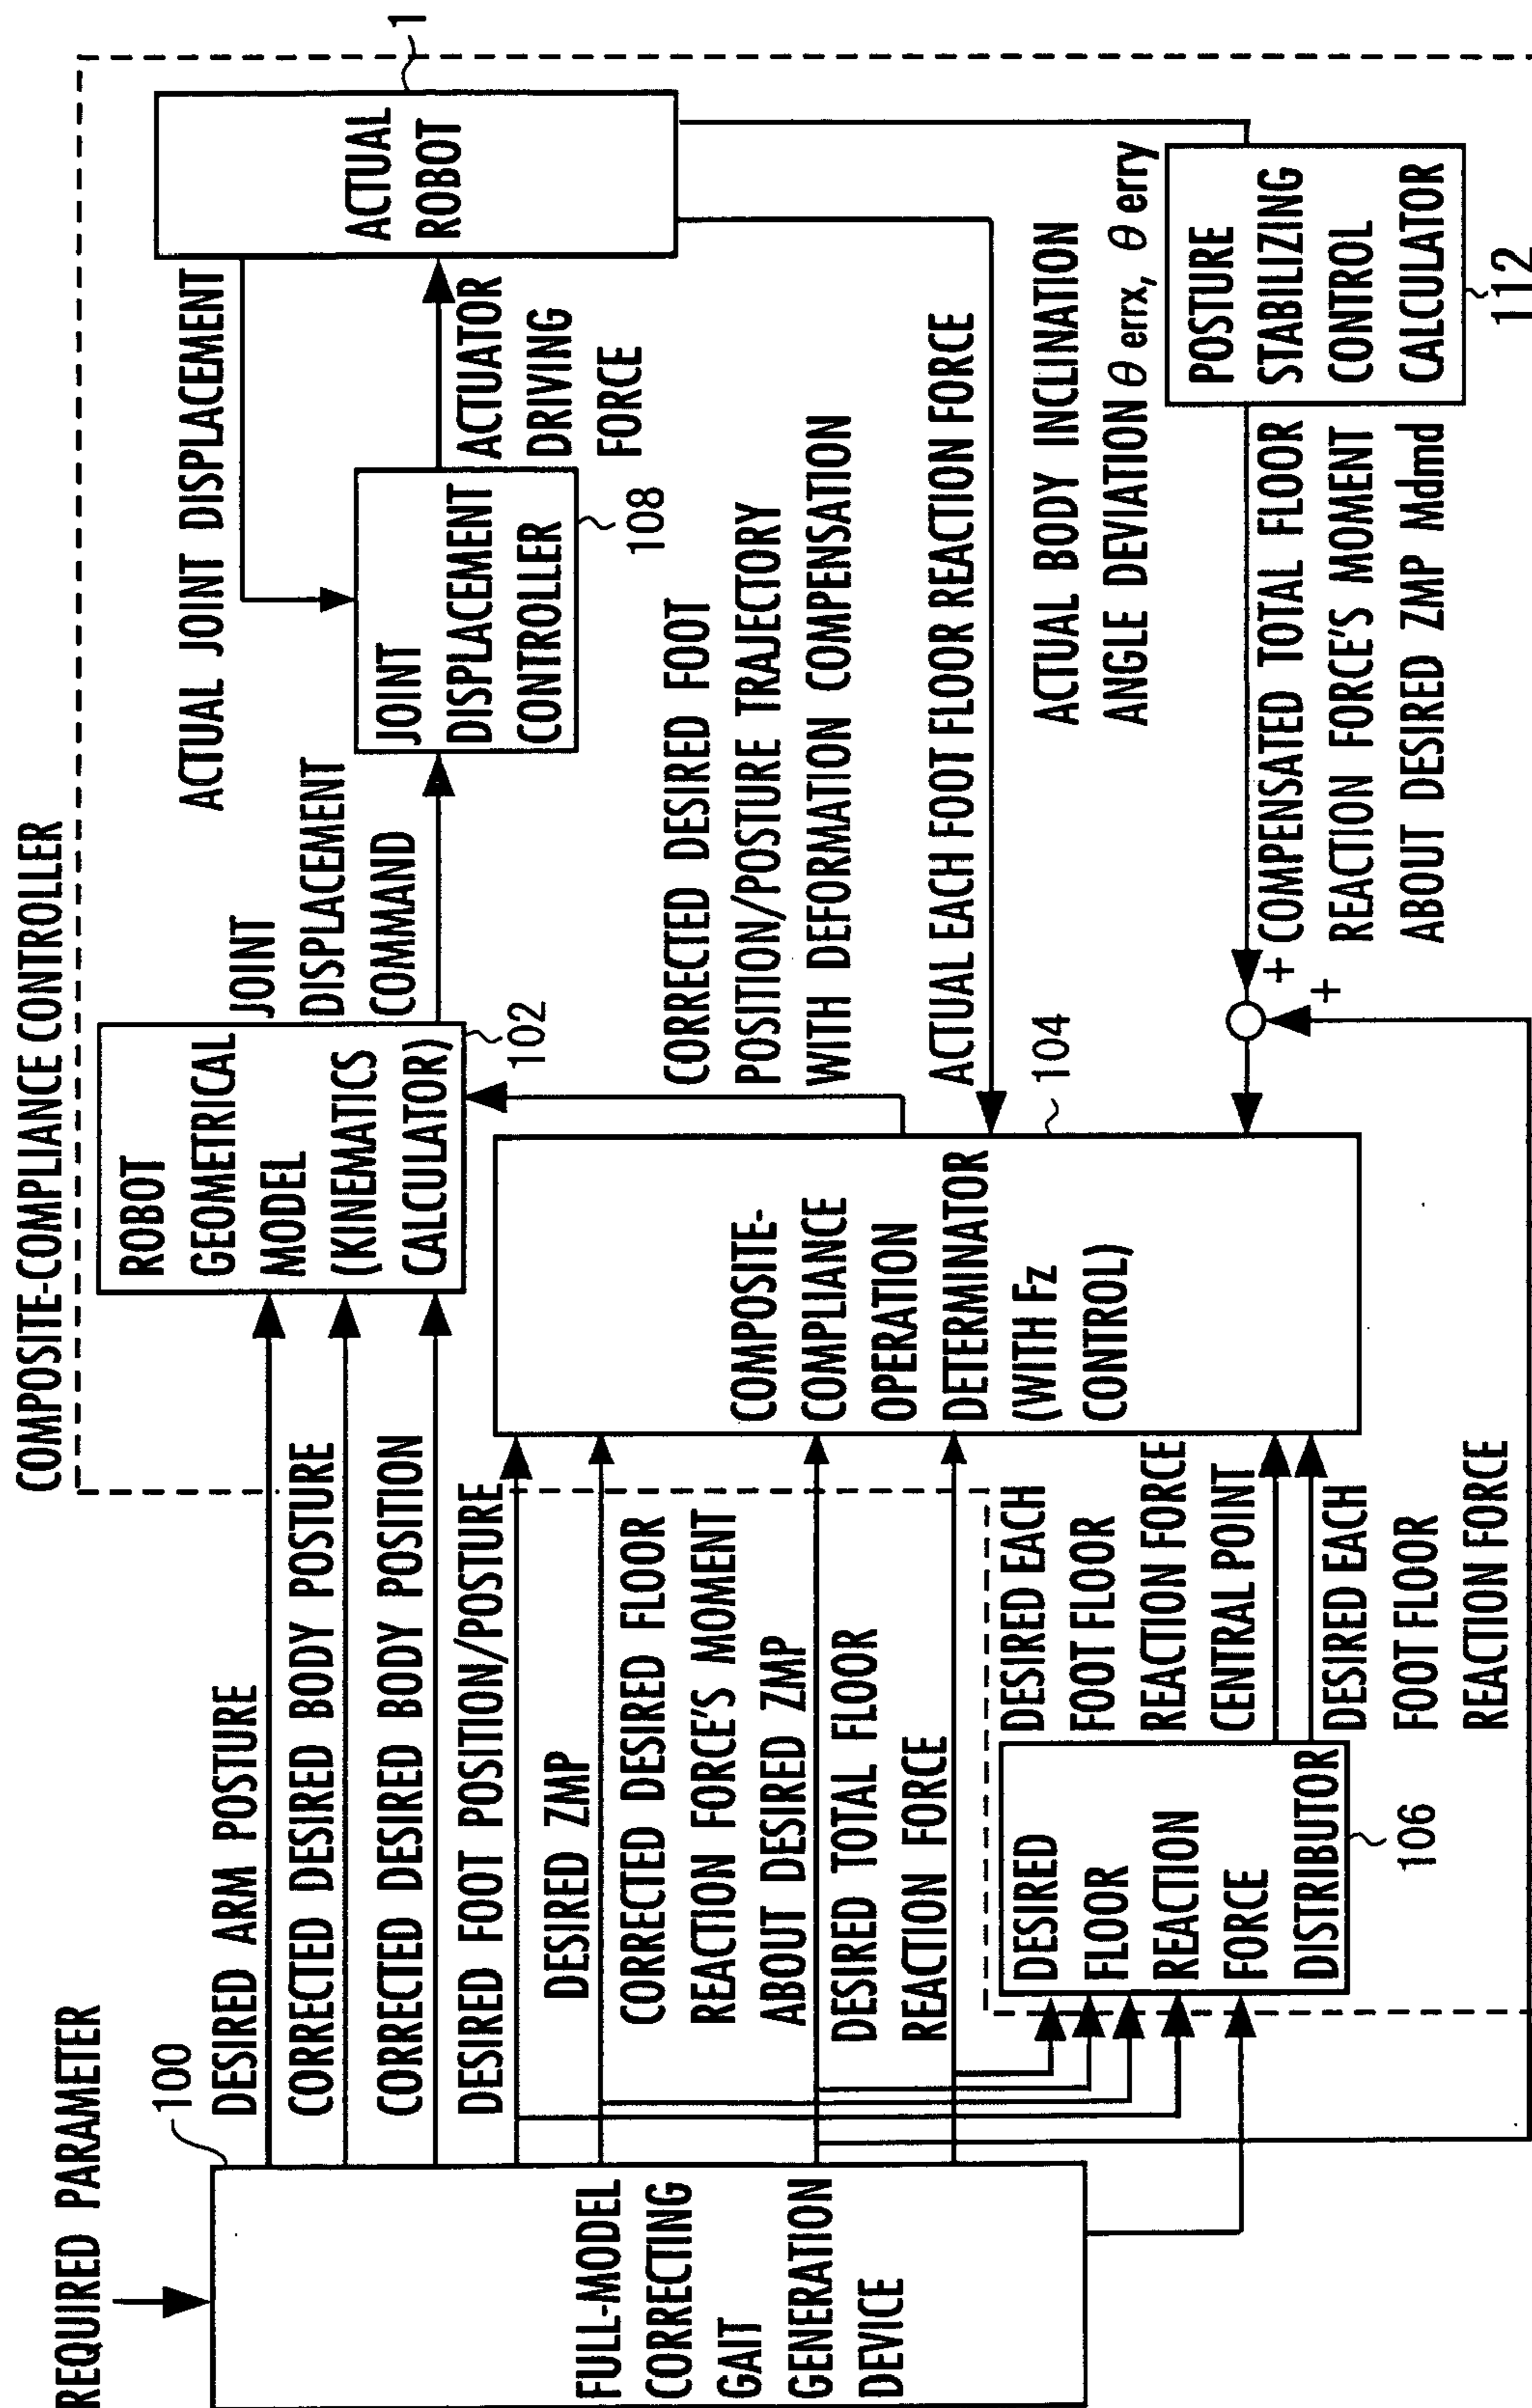 COMPOSITE-COMPLIANCE CONTROLLER
REQUIRED PARAMETER
100
FULL-MODEL
CORRECTING
GAIT
GENERATION
DEVICE
DESIRED ARM POSTURE
CORRECTED DESIRED BODY POSTURE
CORRECTED DESIRED BODY POSITION
DESIRED FOOT POSITION/POSTURE
DESIRED ZMP
CORRECTED DESIRED FLOOR
REACTION FORCE'S MOMENT
ABOUT DESIRED ZMP
DESIRED TOTAL FLOOR
REACTION FORCE
DESIRED
FLOOR
REACTION
FORCE
DISTRIBUTOR
106
DESIRED EACH
FOOT FLOOR
REACTION FORCE
CENTRAL POINT
DESIRED EACH
FOOT FLOOR
REACTION FORCE
ROBOT
GEOMETRICAL
MODEL
(KINEMATICS
CALCULATOR)
102
COMPOSITE-
COMPLIANCE
OPERATION
DETERMINATOR
(WITH Fz
CONTROL)
104
JOINT
DISPLACEMENT
COMMAND
JOINT
DISPLACEMENT
CONTROLLER
108
ACTUAL JOINT DISPLACEMENT
ACTUATOR
DRIVING
FORCE
ACTUAL
ROBOT
1
CORRECTED DESIRED FOOT
POSITION/POSTURE TRAJECTORY
WITH DEFORMATION COMPENSATION
ACTUAL EACH FOOT FLOOR REACTION FORCE
ACTUAL BODY INCLINATION
ANGLE DEVIATION θ errx, θ erry
POSTURE
STABILIZING
CONTROL
CALCULATOR
112
COMPENSATED TOTAL FLOOR
REACTION FORCE'S MOMENT
ABOUT DESIRED ZMP Mdmd
+
+